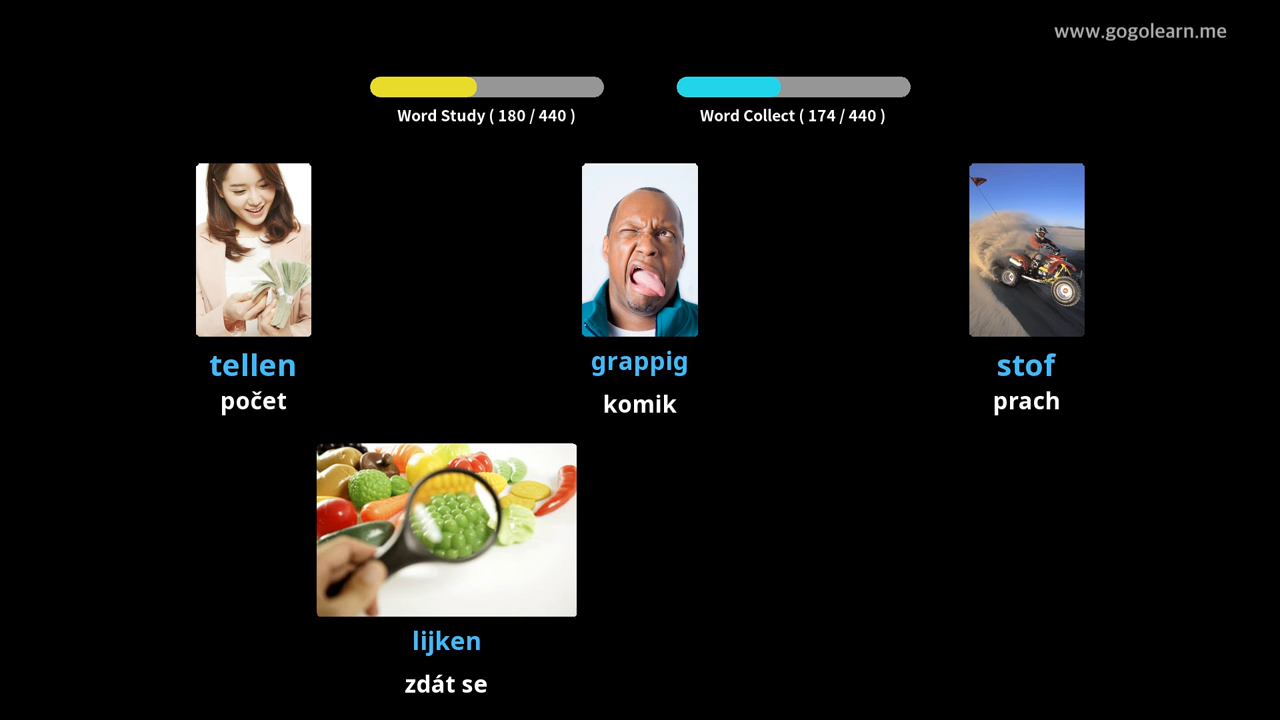 www.gogolearn.me
Word Study ( 180 / 440 )
Word Collect ( 174 / 440 )
tellen
počet
grappig
komik
stof
prach
lijken
zdát se